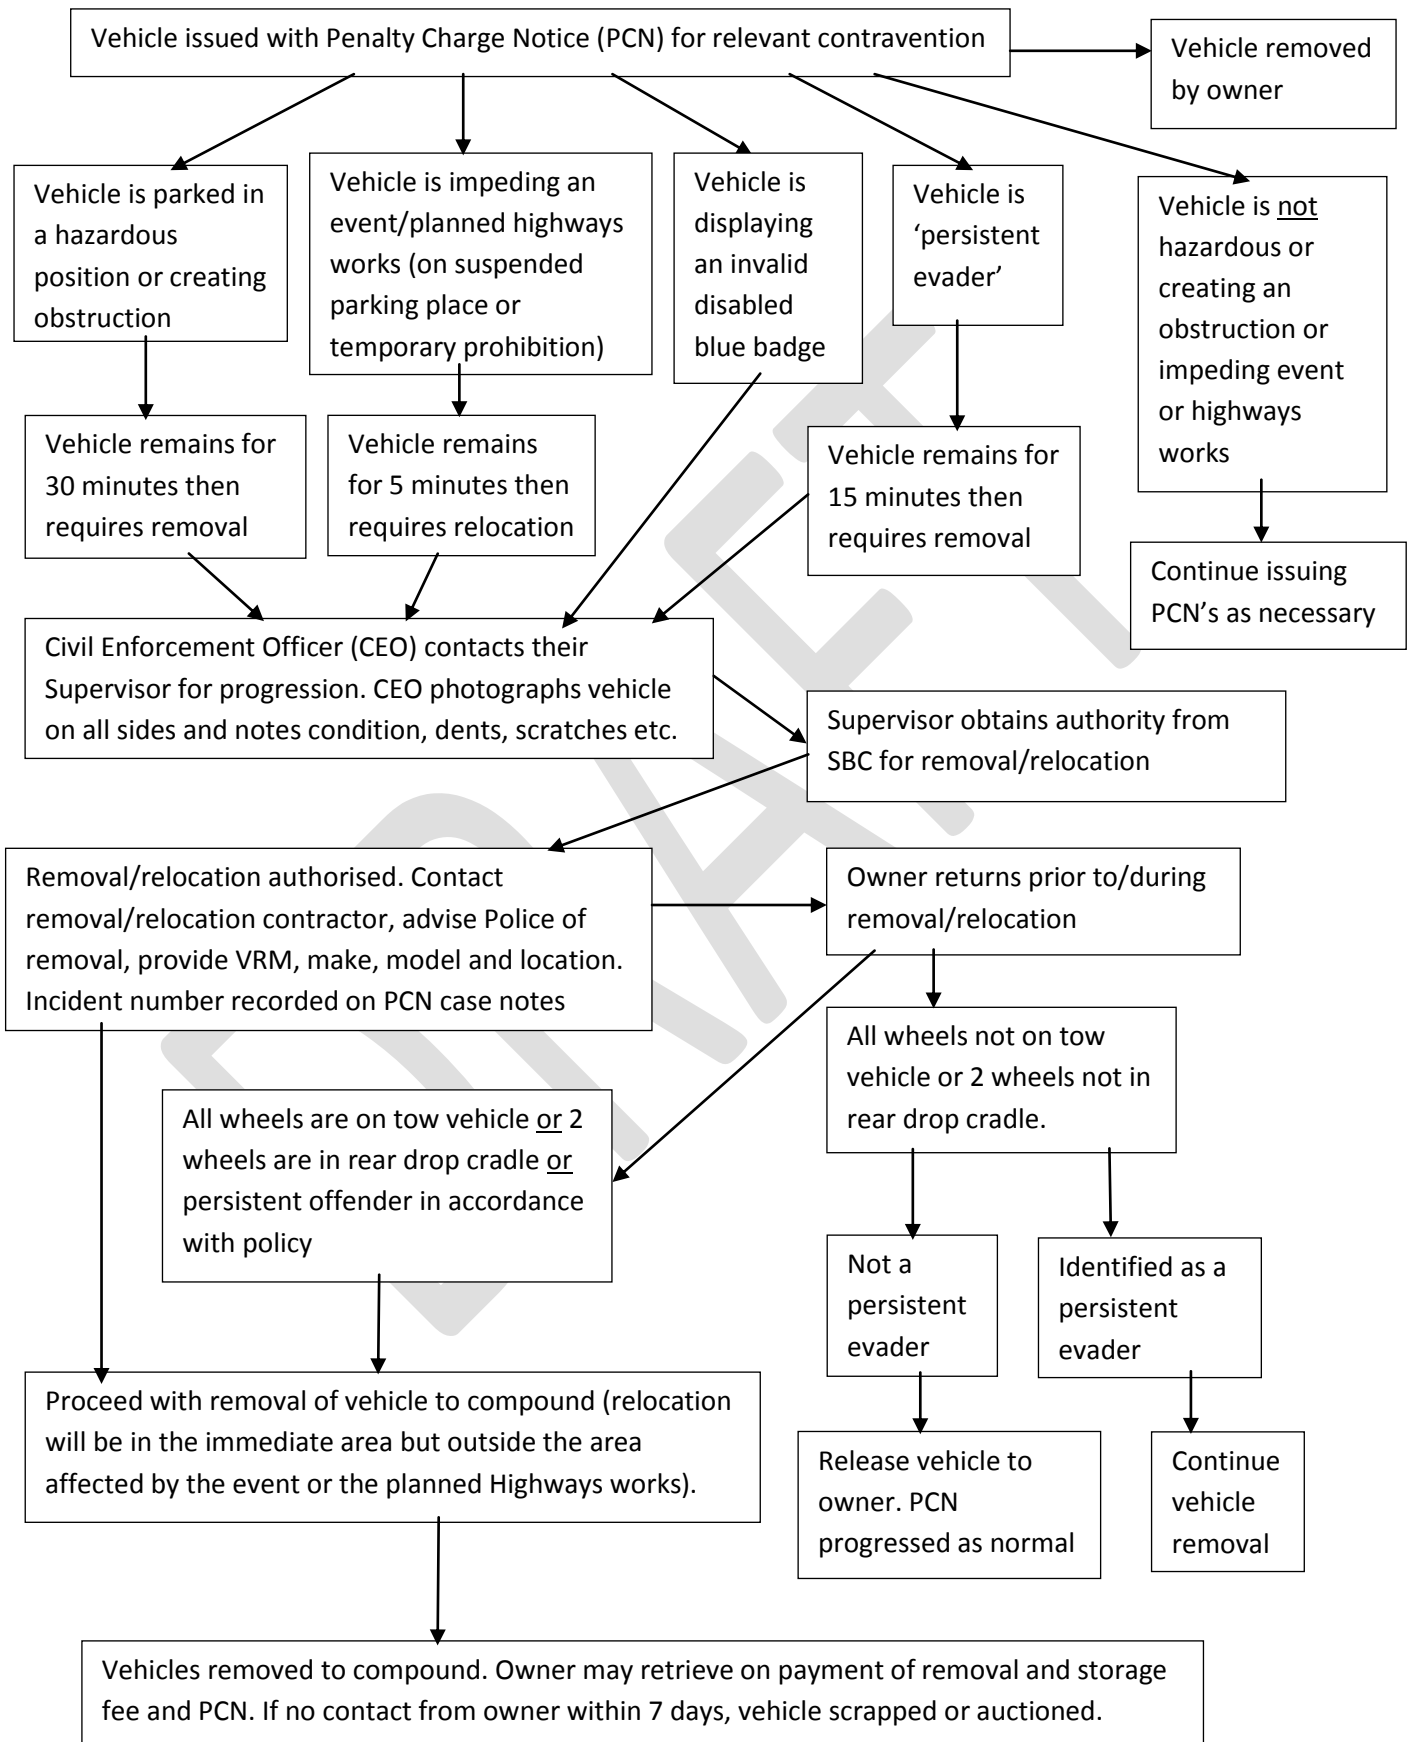 Vehicle issued with Penalty Charge Notice (PCN) for relevant contravention
Vehicle removed
by owner
Vehicle is parked in
a hazardous
position or creating
obstruction
Vehicle is impeding an
event/planned highways
works (on suspended
parking place or
temporary prohibition)
Vehicle is
displaying
an invalid
disabled
blue badge
Vehicle is
‘persistent
evader’
Vehicle is not
hazardous or
creating an
obstruction or
impeding event
or highways
works
Vehicle remains for
30 minutes then
requires removal
Vehicle remains
for 5 minutes then
requires relocation
Vehicle remains for
15 minutes then
requires removal
Continue issuing
PCN’s as necessary
Civil Enforcement Officer (CEO) contacts their
Supervisor for progression. CEO photographs vehicle
on all sides and notes condition, dents, scratches etc.
Supervisor obtains authority from
SBC for removal/relocation
Removal/relocation authorised. Contact
removal/relocation contractor, advise Police of
removal, provide VRM, make, model and location.
Incident number recorded on PCN case notes
Owner returns prior to/during
removal/relocation
All wheels not on tow
vehicle or 2 wheels not in
rear drop cradle.
All wheels are on tow vehicle or 2
wheels are in rear drop cradle or
persistent offender in accordance
with policy
Not a
persistent
evader
Identified as a
persistent
evader
Proceed with removal of vehicle to compound (relocation
will be in the immediate area but outside the area
affected by the event or the planned Highways works).
Release vehicle to
owner. PCN
progressed as normal
Continue
vehicle
removal
Vehicles removed to compound. Owner may retrieve on payment of removal and storage
fee and PCN. If no contact from owner within 7 days, vehicle scrapped or auctioned.
DRAFT